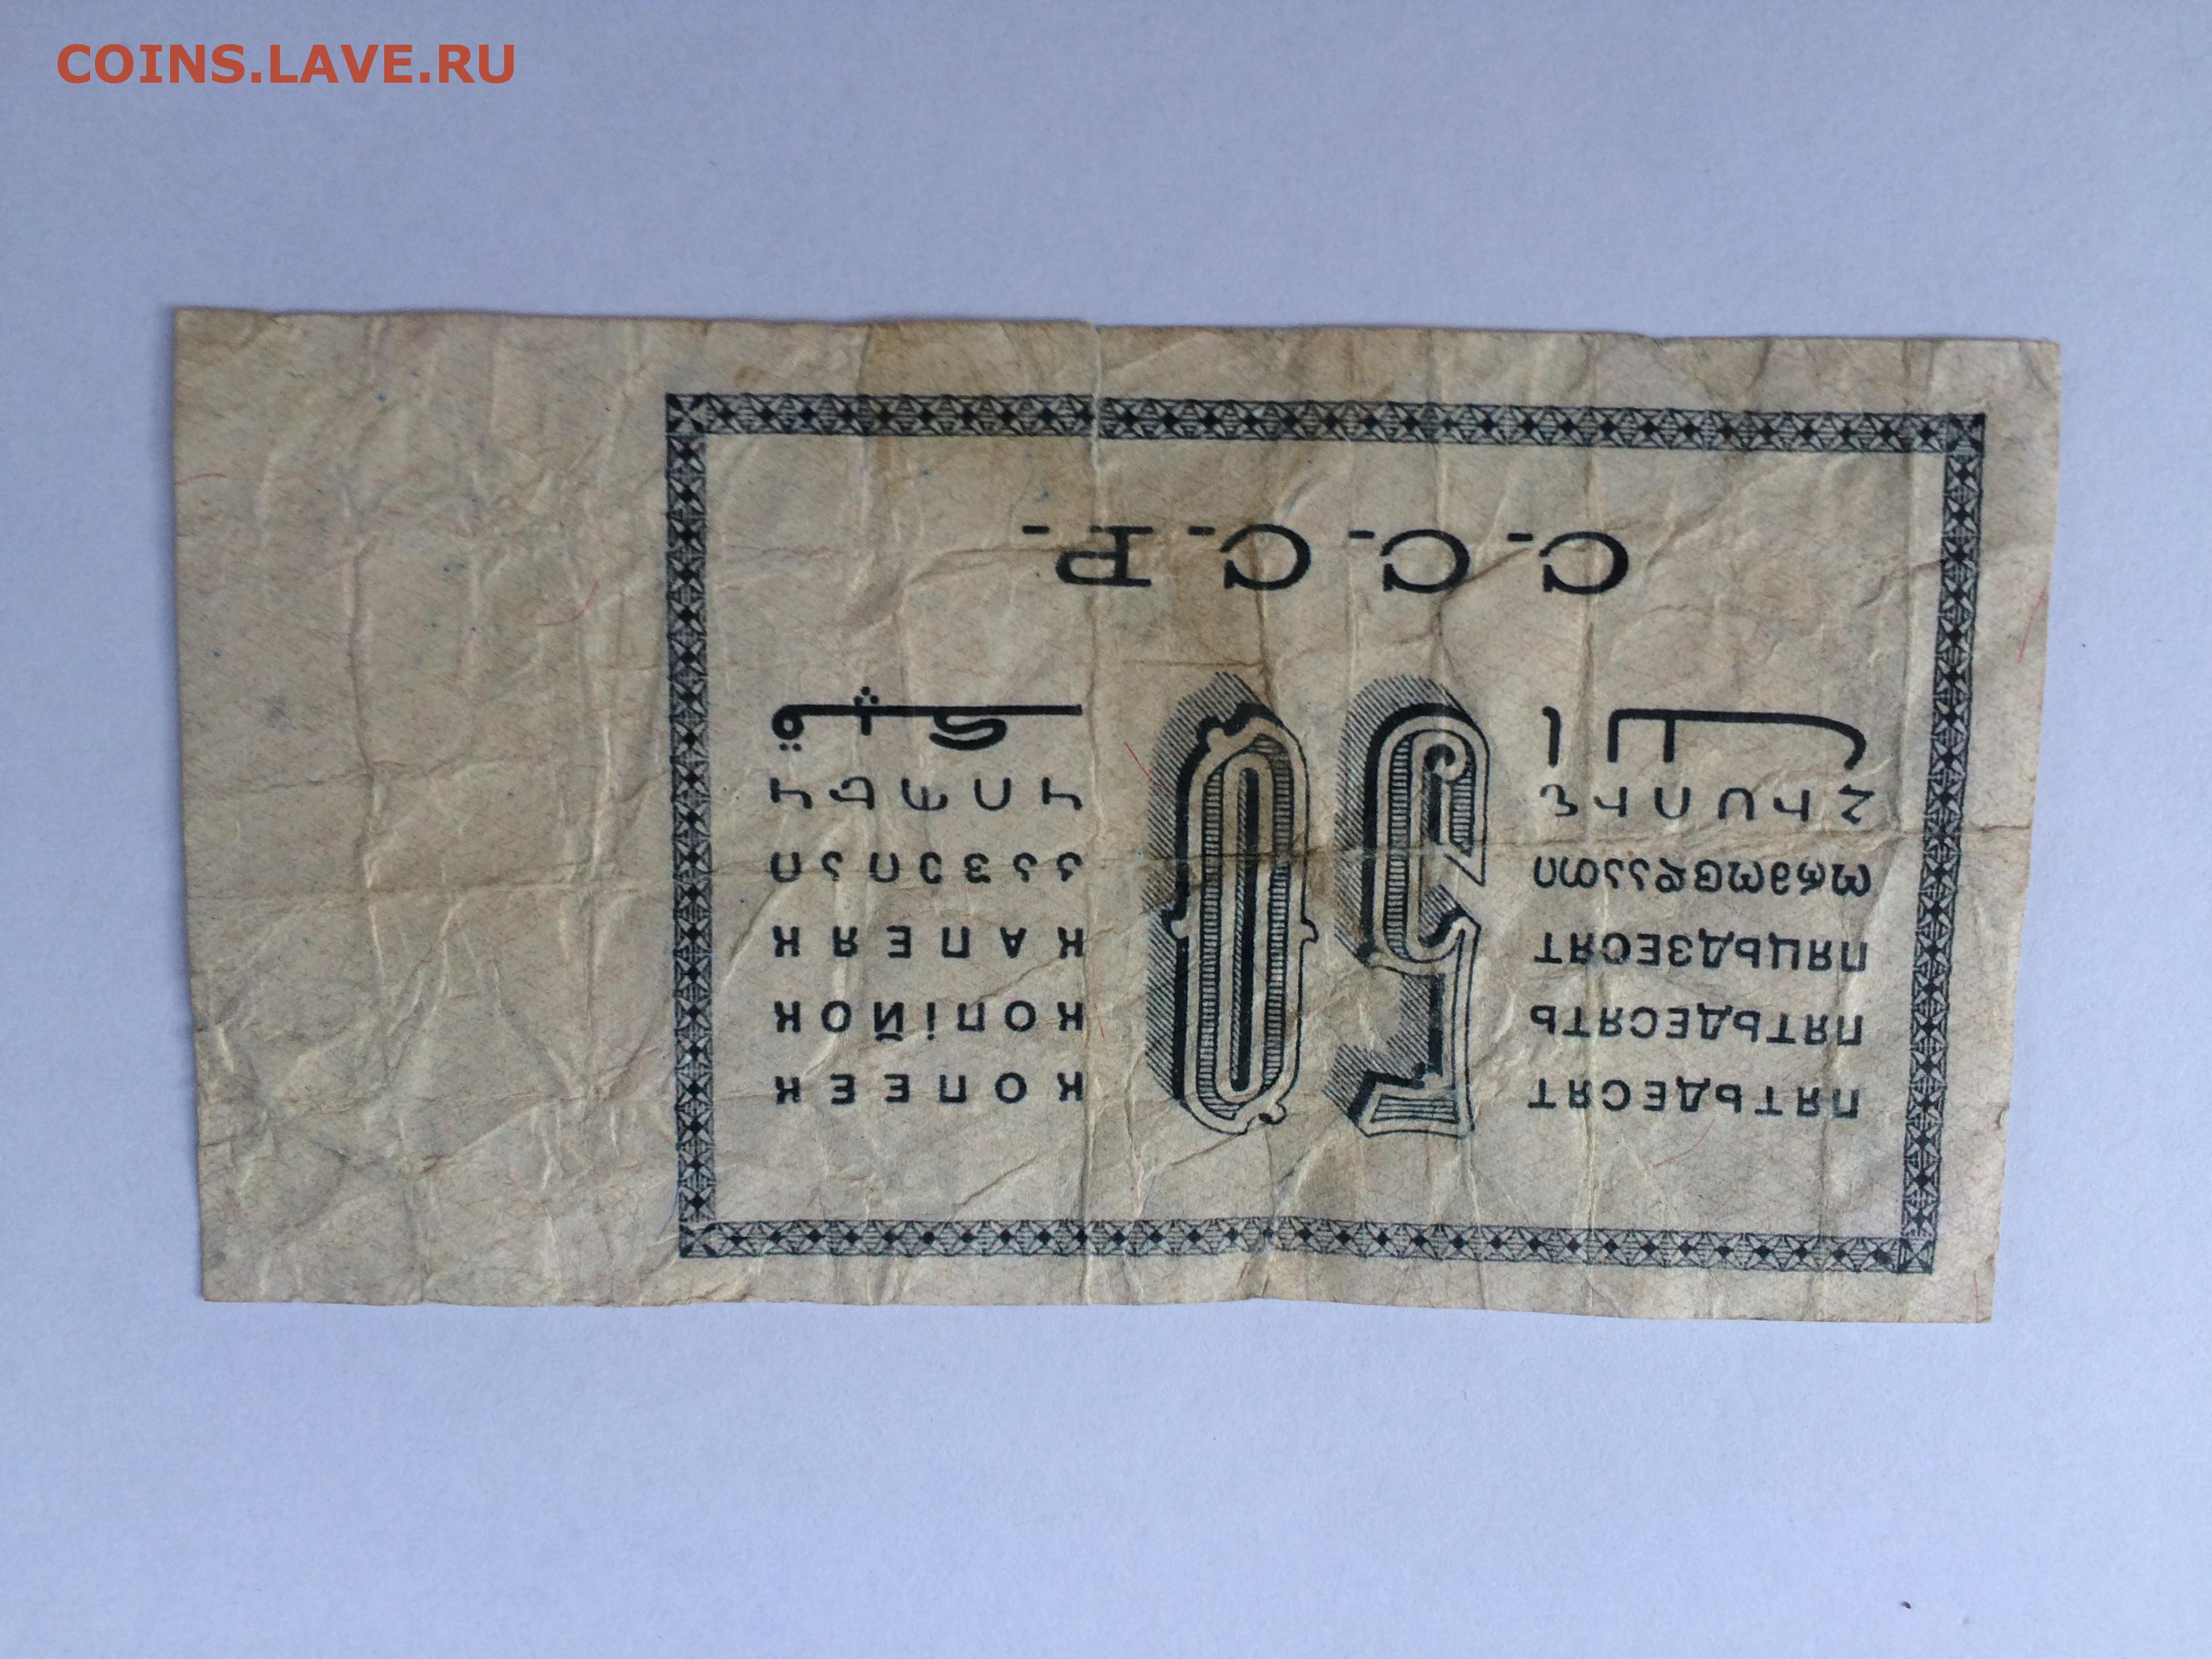 ПЯТЬДЕСЯТ 50 КОПЕЕК
ПЯТЬДЕСЯТЬ КОПІЙОК
ПЯЦЬДЗЕСЯТ КАПЕЯК
ორმოცდაათი კაპეიკი
ՀԻՍՈՒՆ ԿՈՊԵԿ
С.С.С.Р.
COINS.LAVE.RU